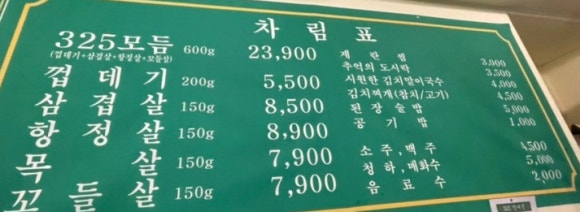 차림표
325모듬 600g 23,900
(껍데기+삼겹살+항정살+꼬들살)
껍데기 200g 5,500
삼겹살 150g 8,500
항정살 150g 8,900
목살 150g 7,900
꼬들살 150g 7,900
계란찜 3,000
추억의 도시락 3,500
시원한 김치말이국수 4,000
김치찌개(참치/고기) 4,500
된장술밥 5,000
공기밥 1,000
소주,맥주 4,500
청하,매화수 5,000
음료수 2,000